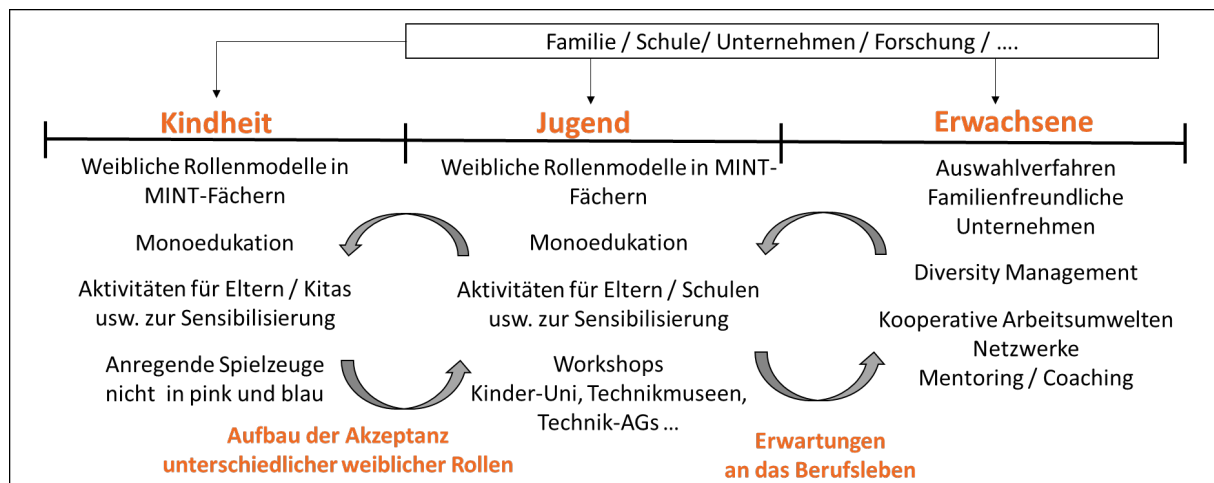 Familie / Schule/ Unternehmen / Forschung / ….
Kindheit
Weibliche Rollenmodelle in
MINT-Fächern
Monoedukation
Aktivitäten für Eltern / Kitas
usw. zur Sensibilisierung
Anregende Spielzeuge
nicht in pink und blau
Jugend
Weibliche Rollenmodelle in MINT-
Fächern
Monoedukation
Aktivitäten für Eltern / Schulen
usw. zur Sensibilisierung
Workshops
Kinder-Uni, Technikmuseen,
Technik-AGs ...
Erwachsene
Auswahlverfahren
Familienfreundliche
Unternehmen
Diversity Management
Kooperative Arbeitsumwelten
Netzwerke
Mentoring / Coaching
Aufbau der Akzeptanz
unterschiedlicher weiblicher Rollen
Erwartungen
an das Berufsleben